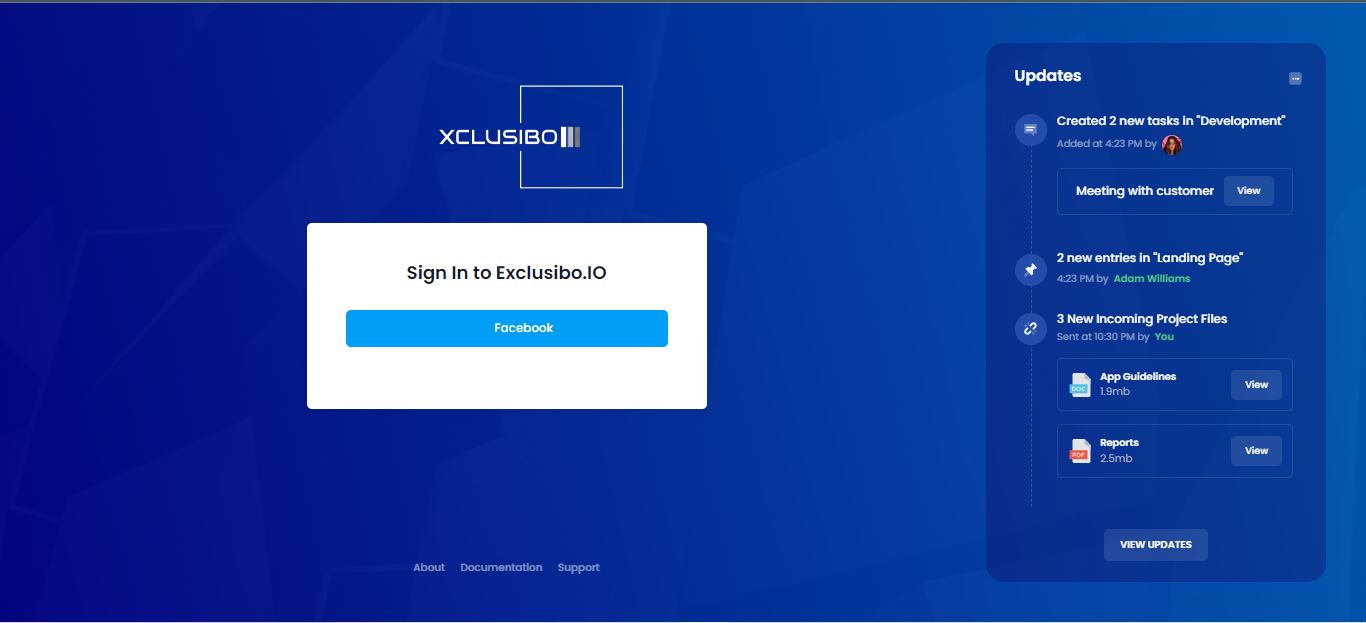 XCLUSIBO
Sign In to Exclusibo.IO
Facebook
About Documentation Support
Updates
Created 2 new tasks in "Development"
Added at 4:23 PM by
Meeting with customer View
2 new entries in "Landing Page"
4:23 PM by Adam Williams
3 New Incoming Project Files
Sent at 10:30 PM by You
DOC App Guidelines View
1.9mb
PDF Reports View
2.5mb
VIEW UPDATES